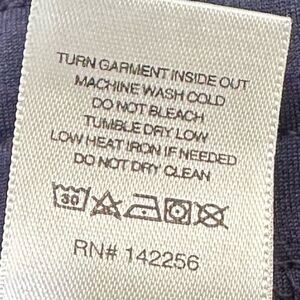 TURN GARMENT INSIDE OUT
MACHINE WASH COLD
DO NOT BLEACH
TUMBLE DRY LOW
LOW HEAT IRON IF NEEDED
DO NOT DRY CLEAN
30
RN# 142256